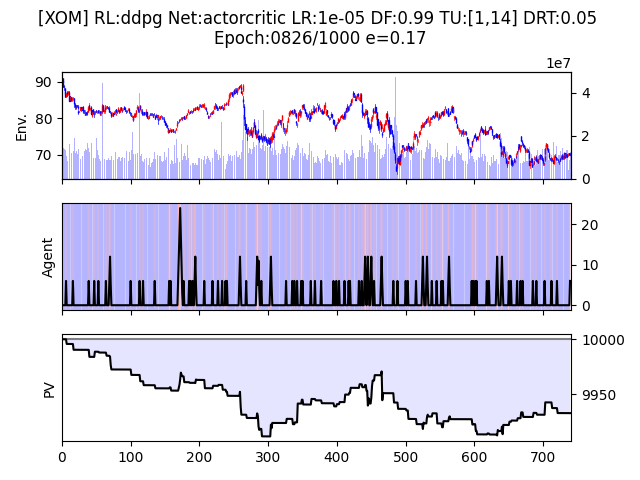 [XOM] RL:ddpg Net:actorcritic LR:1e-05 DF:0.99 TU:[1,14] DRT:0.05
Epoch:0826/1000 e=0.17
1e7
Env.
90
80
70
4
2
0
Agent
20
10
0
PV
10000
9950
0 100 200 300 400 500 600 700